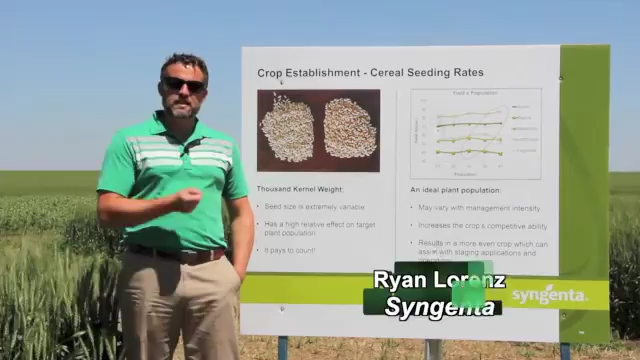 Crop Establishment - Cereal Seeding Rates
Yield x Population
Thousand Kernel Weight:
• Seed size is extremely variable
• Has a high relative effect on target
plant population
• It pays to count!
An ideal plant population:
• May vary with management intensity
• Increases the crop's competitive ability
• Results in a more even crop which can
assist with staging applications and
Ryan Lorenz
Syngenta
syngenta